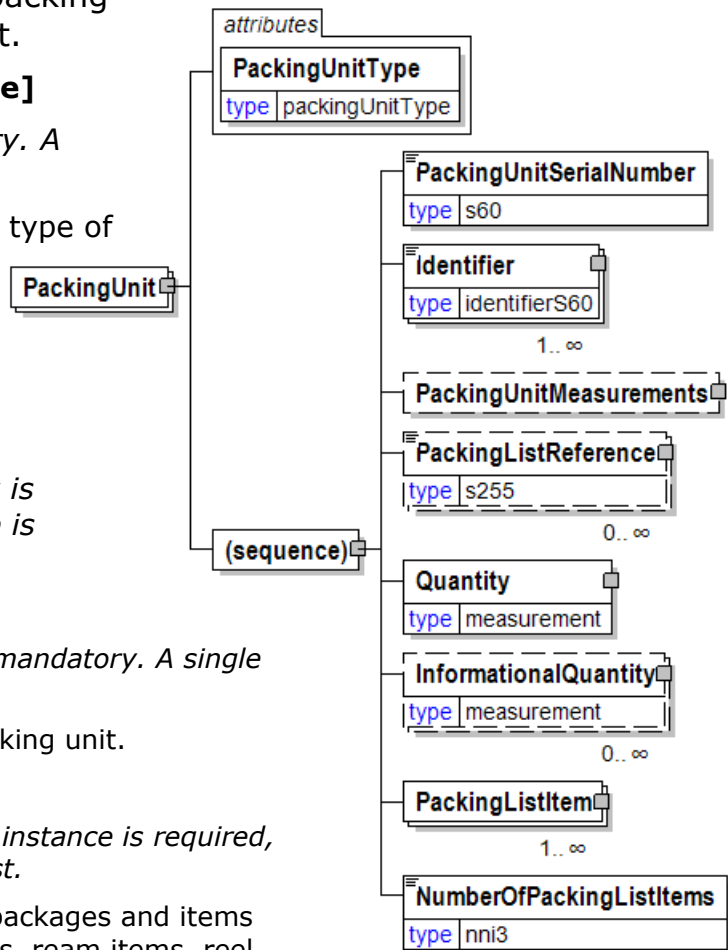 packing
t.
e]
ry. A
type of
is
is
mandatory. A single
king unit.
instance is required,
st.
packages and items
s, ream items, reel
PackingUnit
attributes
PackingUnitType
type packingUnitType
(sequence)
PackingUnitSerialNumber
type s60
Identifier
type identifierS60
1.. ∞
PackingUnitMeasurements
PackingListReference
type s255
0.. ∞
Quantity
type measurement
InformationalQuantity
type measurement
0.. ∞
PackingListItem
1.. ∞
NumberOfPackingListItems
type nni3